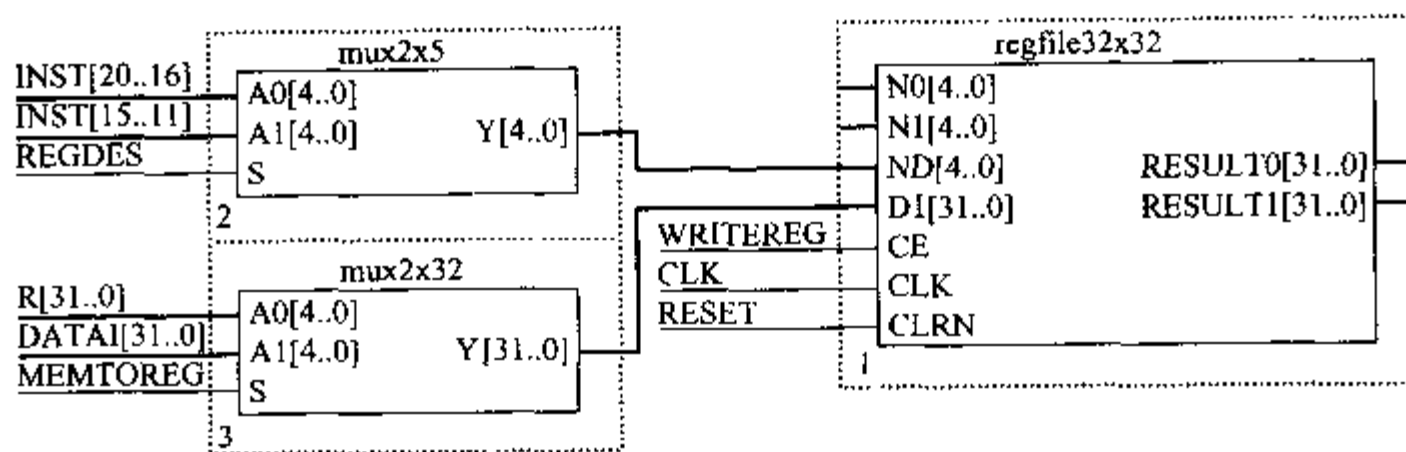 mux2x5
INST[20..16]
A0[4..0]
INST[15..11]
A1[4..0]
Y[4..0]
REGDES
S
2
mux2x32
R[31..0]
A0[4..0]
DATAI[31..0]
A1[4..0]
Y[31..0]
MEMTOREG
S
3
regfile32x32
N0[4..0]
N1[4..0]
ND[4..0]
RESULT0[31..0]
DI[31..0]
RESULT1[31..0]
WRITEREG
CE
CLK
CLK
RESET
CLRN
1